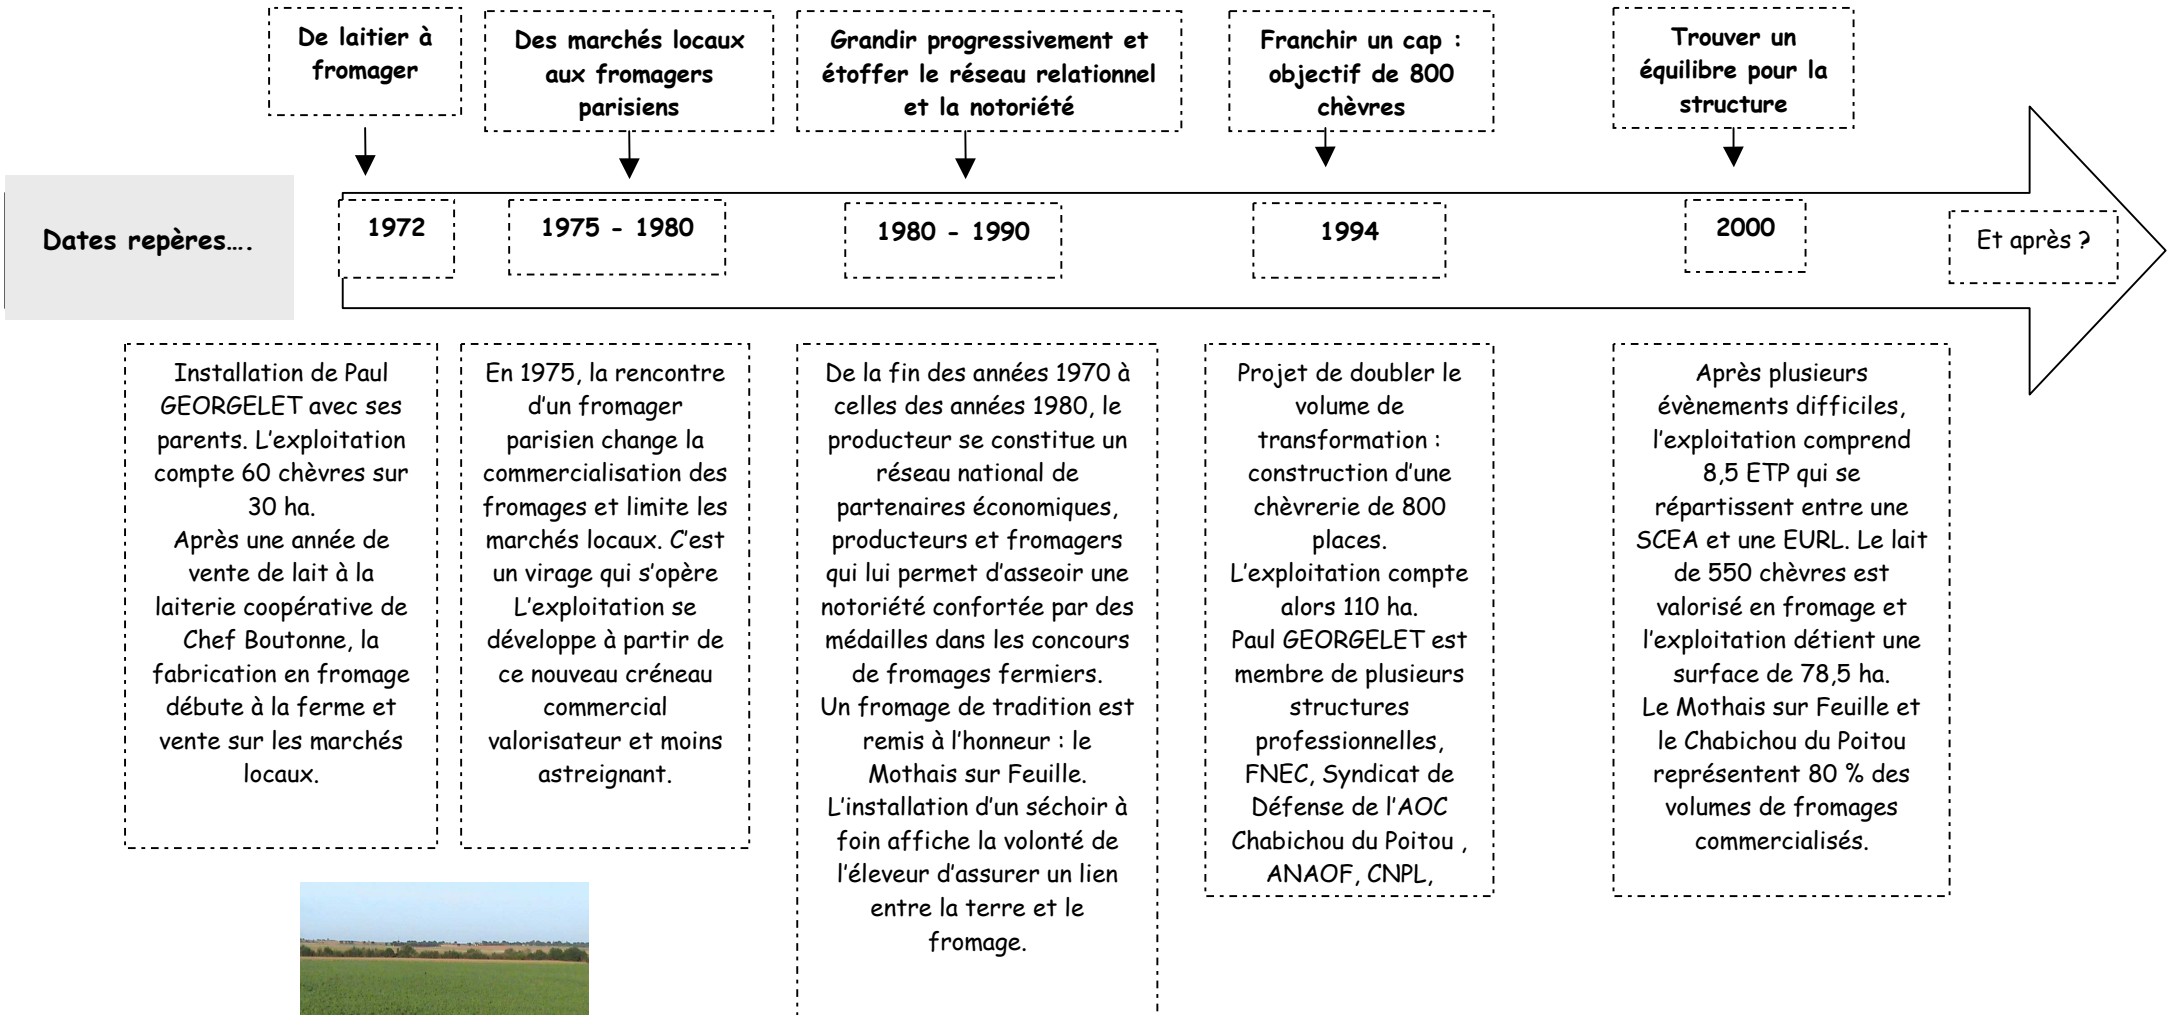 De laitier à
fromager
Des marchés locaux
aux fromagers
parisiens
Grandir progressivement et
étoffer le réseau relationnel
et la notoriété
Franchir un cap :
objectif de 800
chèvres
Trouver un
équilibre pour la
structure
Dates repères….
1972
1975 - 1980
1980 - 1990
1994
2000
Et après ?
Installation de Paul
GEORGELET avec ses
parents. L'exploitation
compte 60 chèvres sur
30 ha.
Après une année de
vente de lait à la
laiterie coopérative de
Chef Boutonne, la
fabrication en fromage
débute à la ferme et
vente sur les marchés
locaux.
En 1975, la rencontre
d'un fromager
parisien change la
commercialisation des
fromages et limite les
marchés locaux. C'est
un virage qui s'opère
L'exploitation se
développe à partir de
ce nouveau créneau
commercial
valorisateur et moins
astreignant.
De la fin des années 1970 à
celles des années 1980, le
producteur se constitue un
réseau national de
partenaires économiques,
producteurs et fromagers
qui lui permet d'asseoir une
notoriété confortée par des
médailles dans les concours
de fromages fermiers.
Un fromage de tradition est
remis à l'honneur : le
Mothais sur Feuille.
L'installation d'un séchoir à
foin affiche la volonté de
l'éleveur d'assurer un lien
entre la terre et le
fromage.
Projet de doubler le
volume de
transformation :
construction d'une
chèvrerie de 800
places.
L'exploitation compte
alors 110 ha.
Paul GEORGELET est
membre de plusieurs
structures
professionnelles,
FNEC, Syndicat de
Défense de l'AOC
Chabichou du Poitou ,
ANAOF, CNPL,
Après plusieurs
évènements difficiles,
l'exploitation comprend
8,5 ETP qui se
répartissent entre une
SCEA et une EURL. Le lait
de 550 chèvres est
valorisé en fromage et
l'exploitation détient une
surface de 78,5 ha.
Le Mothais sur Feuille et
le Chabichou du Poitou
représentent 80 % des
volumes de fromages
commercialisés.